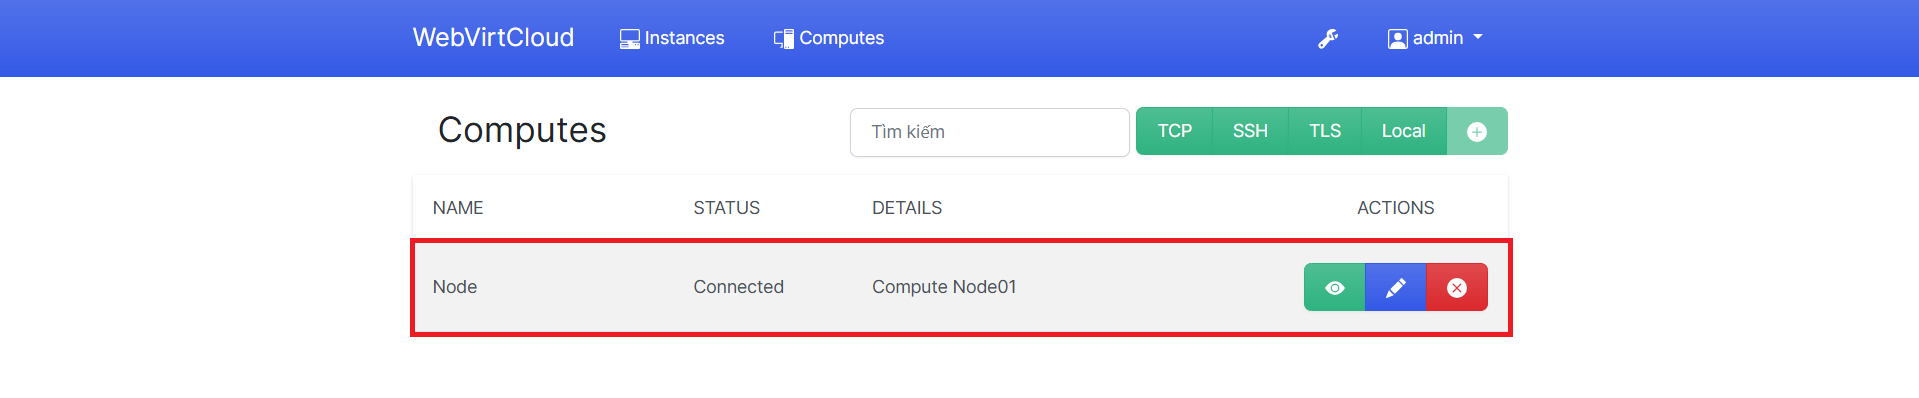 WebVirtCloud Instances Computes admin
Computes Tìm kiếm TCP SSH TLS Local
NAME STATUS DETAILS ACTIONS
Node Connected Compute Node01